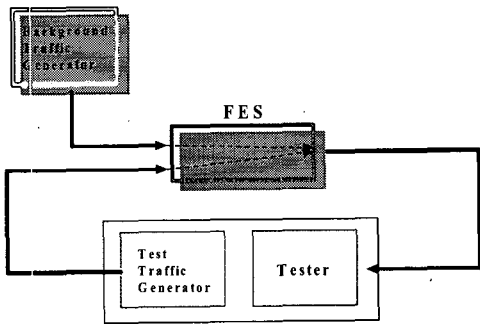 Background
Traffic
Generator
FES
Test
Traffic
Generator
Tester